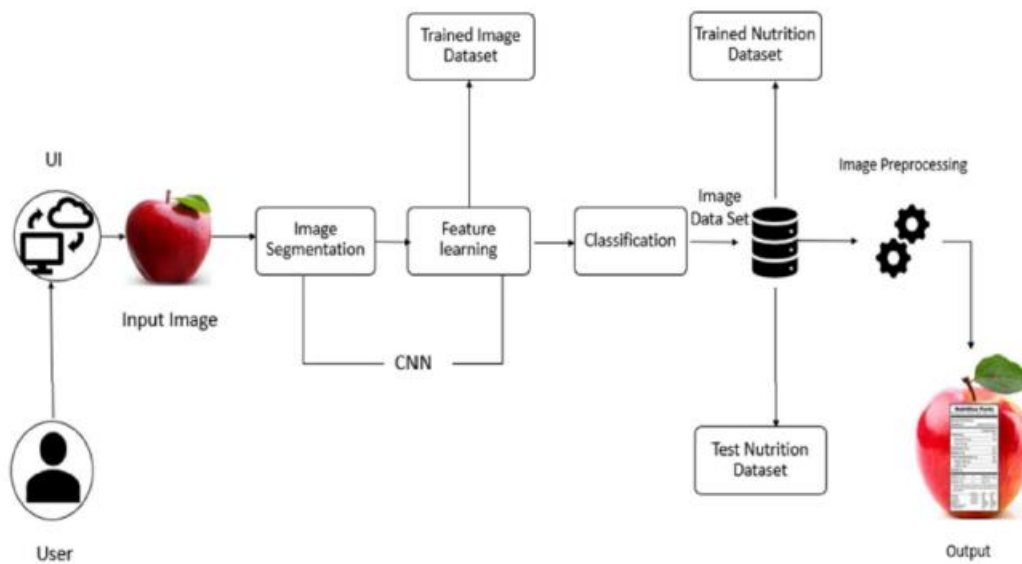 Trained Image
Dataset
Trained Nutrition
Dataset
UI
Image Preprocessing
Image
Data Set
Image
Segmentation
Feature
learning
Classification
Input Image
CNN
Test Nutrition
Dataset
User
Nutrition Facts
Output